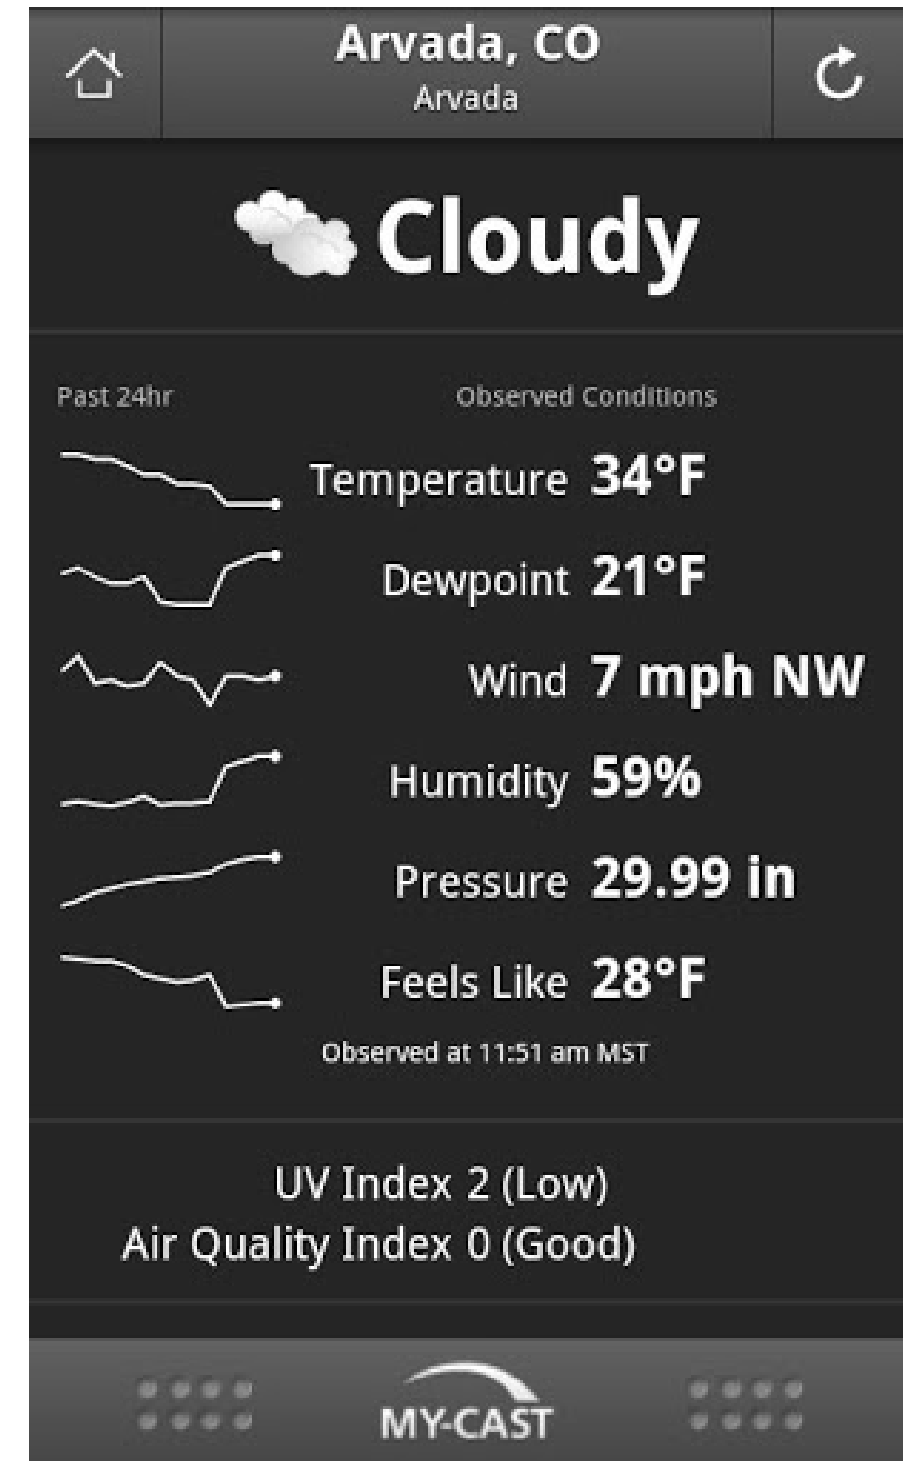 Arvada, CO
Arvada
Cloudy
Past 24hr Observed Conditions
Temperature 34°F
Dewpoint 21°F
Wind 7 mph NW
Humidity 59%
Pressure 29.99 in
Feels Like 28°F
Observed at 11:51 am MST
UV Index 2 (Low)
Air Quality Index 0 (Good)
MY-CAST